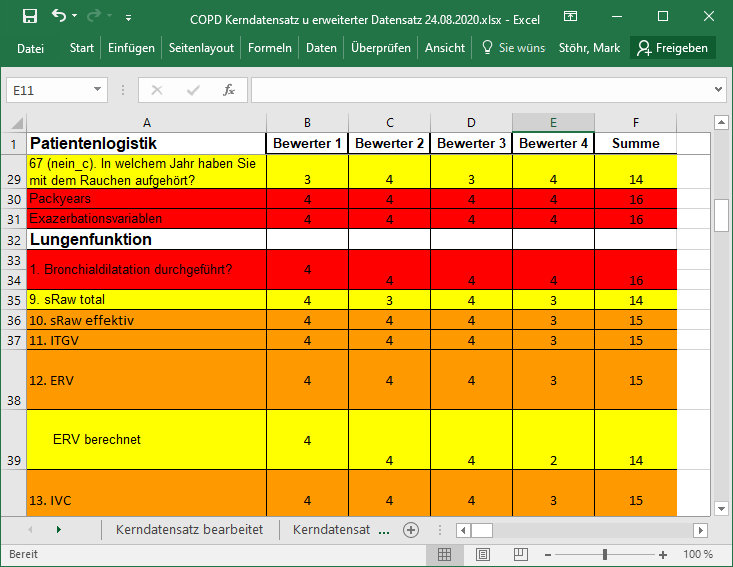 COPD Kerndatensatz u erweiterter Datensatz 24.08.2020.xlsx - Excel
Datei Start Einfügen Seitenlayout Formeln Daten Überprüfen Ansicht Sie wüns Stöhr, Mark Freigeben
E11 fx
A B C D E F
1 Patientenlogistik Bewerter 1 Bewerter 2 Bewerter 3 Bewerter 4 Summe
67 (nein_c). In welchem Jahr haben Sie
29 mit dem Rauchen aufgehört? 3 4 3 4 14
30 Packyears 4 4 4 4 16
31 Exazerbationsvariablen 4 4 4 4 16
32 Lungenfunktion
33 1. Bronchialdilatation durchgeführt? 4
34 4 4 4 16
35 9. sRaw total 4 3 4 3 14
36 10. sRaw effektiv 4 4 4 3 15
37 11. ITGV 4 4 4 3 15
38 12. ERV 4 4 4 3 15
ERV berechnet 4
39 4 4 2 14
13. IVC 4 4 4 3 15
Kerndatensatz bearbeitet Kerndatensat ...
Bereit 100 %